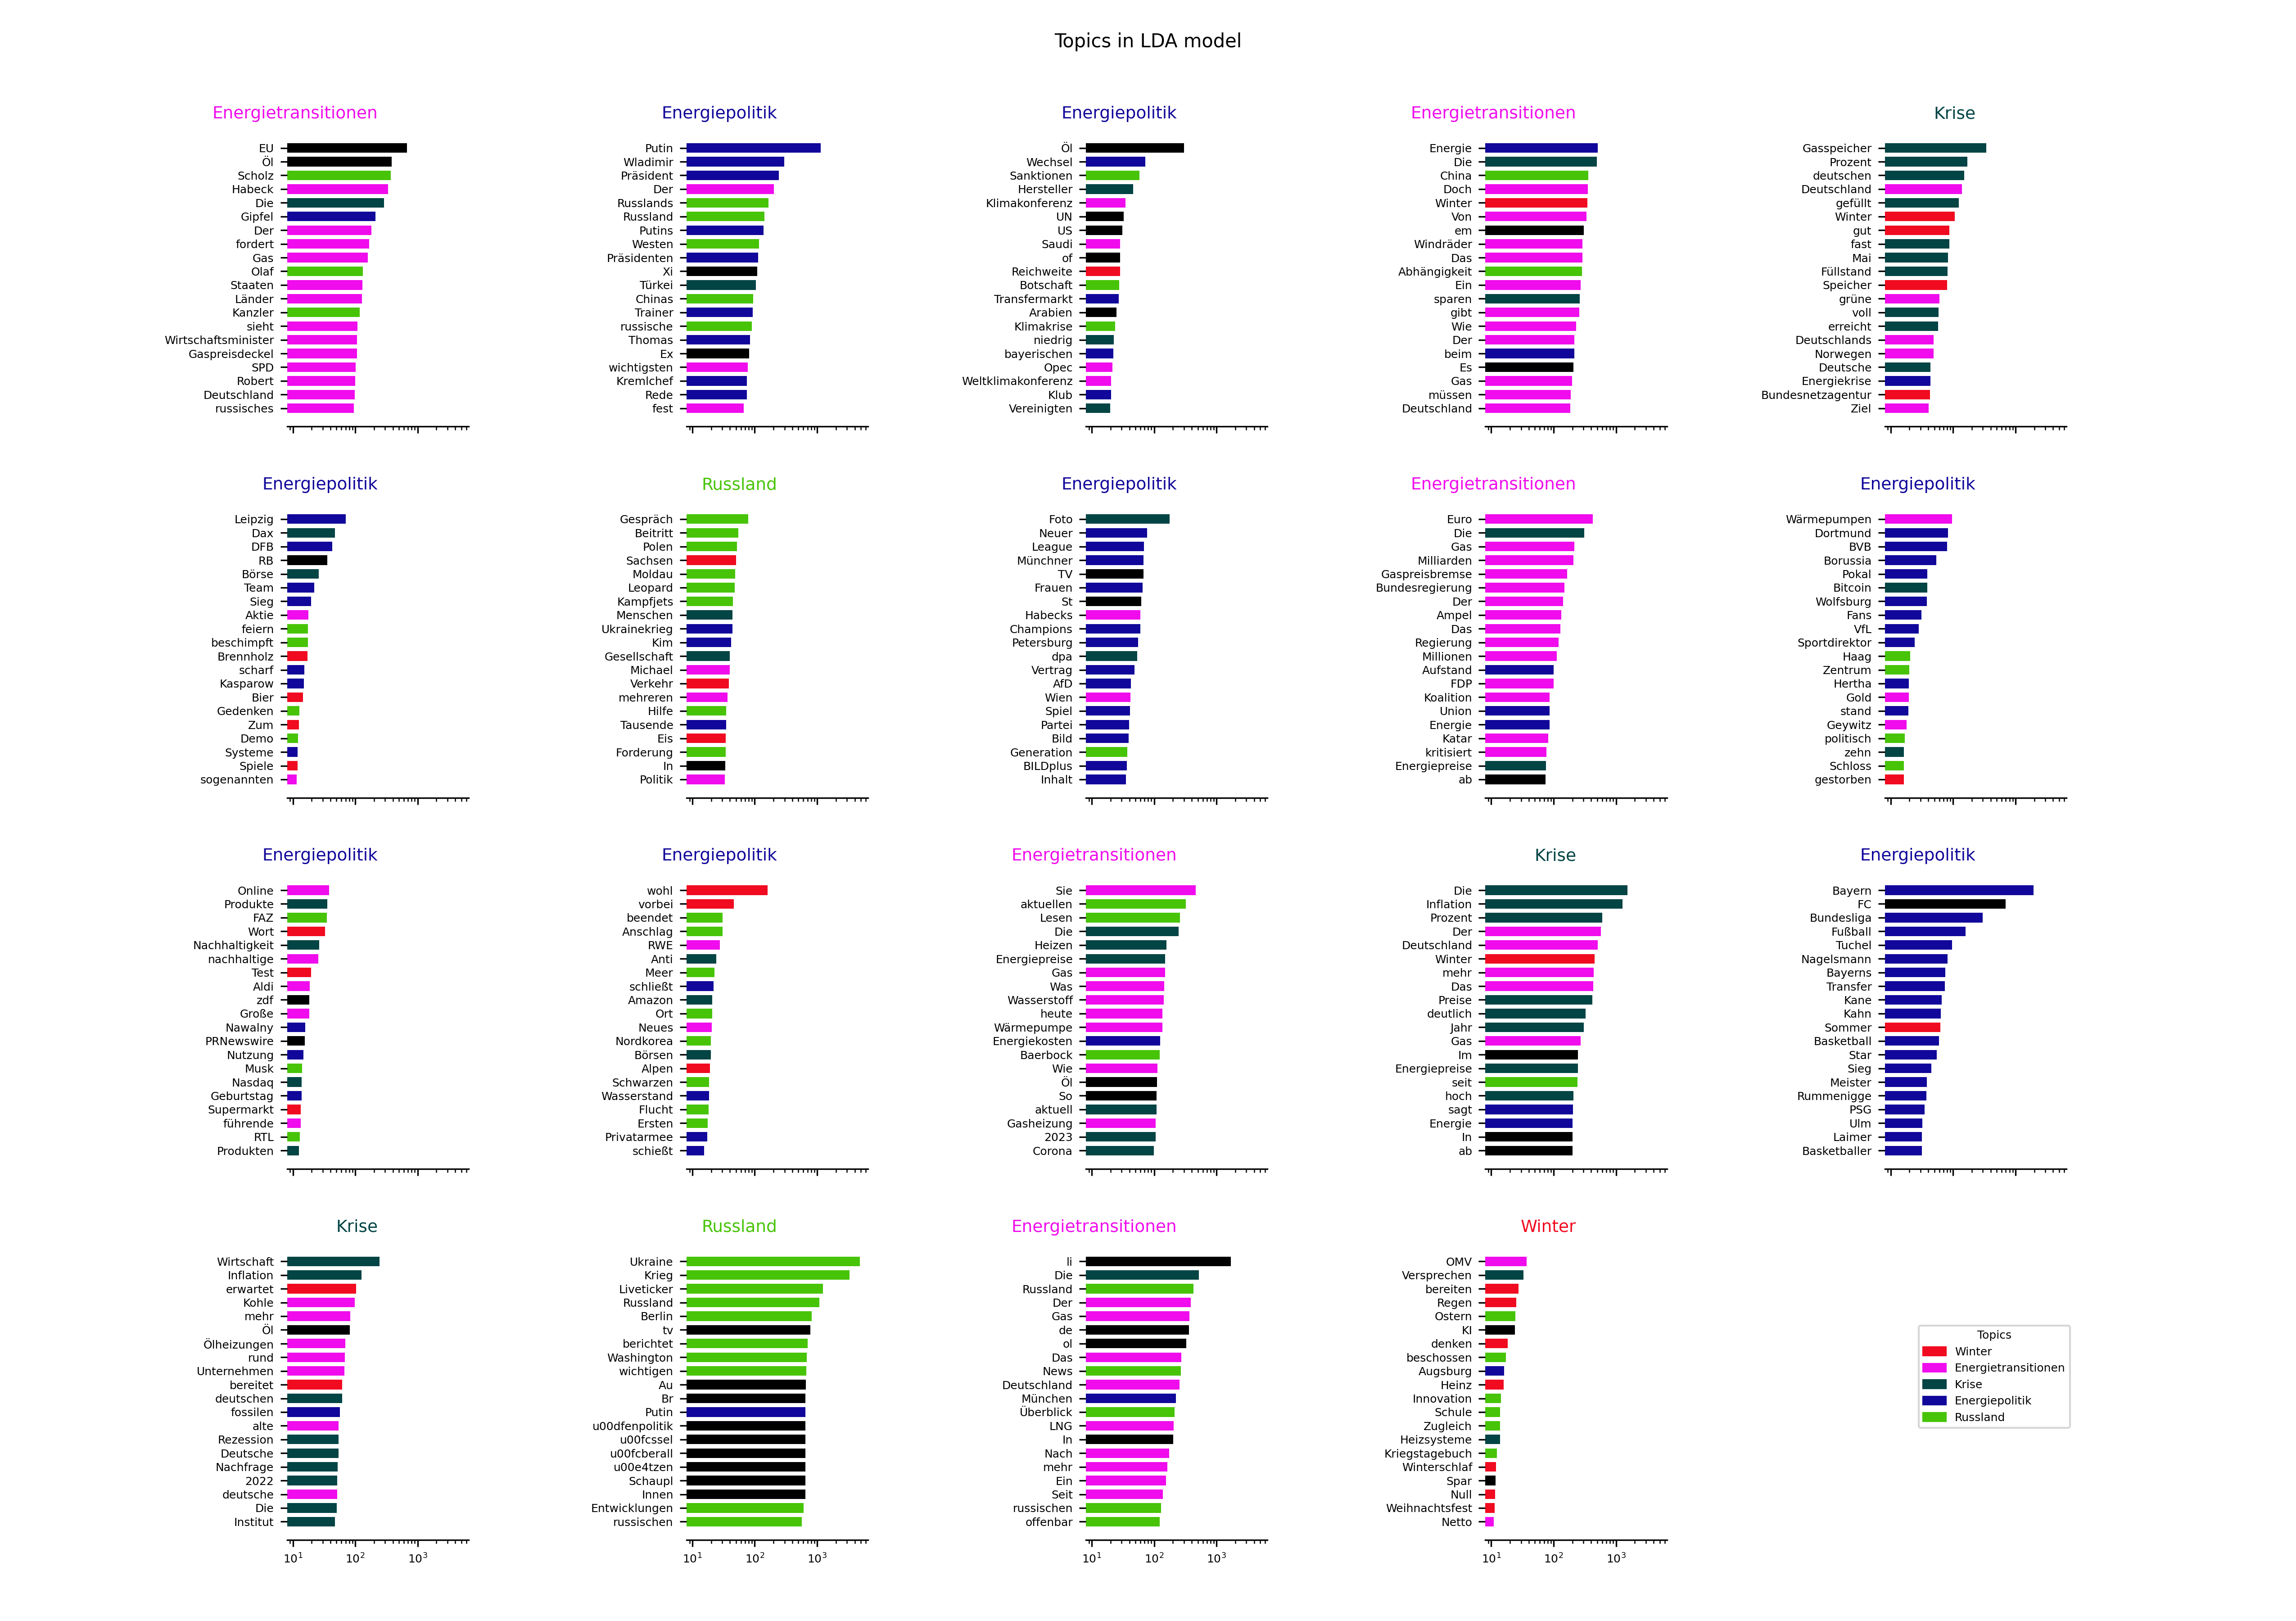 Topics in LDA model
Energietransitionen
EU
Öl
Scholz
Habeck
Die
Gipfel
Der
fordert
Gas
Olaf
Staaten
Länder
Kanzler
sieht
Wirtschaftsminister
Gaspreisdeckel
SPD
Robert
Deutschland
russisches
Energiepolitik
Putin
Wladimir
Präsident
Der
Russlands
Russland
Putins
Westen
Präsidenten
Xi
Türkei
Chinas
Trainer
russische
Thomas
Ex
wichtigsten
Kremlchef
Rede
fest
Energiepolitik
Öl
Wechsel
Sanktionen
Hersteller
Klimakonferenz
UN
US
Saudi
of
Reichweite
Botschaft
Transfermarkt
Arabien
Klimakrise
niedrig
bayerischen
Opec
Weltklimakonferenz
Klub
Vereinigten
Energietransitionen
Energie
Die
China
Doch
Winter
Von
em
Windräder
Das
Abhängigkeit
Ein
sparen
gibt
Wie
Der
beim
Es
Gas
müssen
Deutschland
Krise
Gasspeicher
Prozent
deutschen
Deutschland
gefüllt
Winter
gut
fast
Mai
Füllstand
Speicher
grüne
voll
erreicht
Deutschlands
Norwegen
Deutsche
Energiekrise
Bundesnetzagentur
Ziel
Energiepolitik
Leipzig
Dax
DFB
RB
Börse
Team
Sieg
Aktie
feiern
beschimpft
Brennholz
scharf
Kasparow
Bier
Gedenken
Zum
Demo
Systeme
Spiele
sogenannten
Russland
Gespräch
Beitritt
Polen
Sachsen
Moldau
Leopard
Kampfjets
Menschen
Ukrainekrieg
Kim
Gesellschaft
Michael
Verkehr
mehreren
Hilfe
Tausende
Eis
Forderung
In
Politik
Energiepolitik
Foto
Neuer
League
Münchner
TV
Frauen
St
Habecks
Champions
Petersburg
dpa
Vertrag
AfD
Wien
Spiel
Partei
Bild
Generation
BILDplus
Inhalt
Energietransitionen
Euro
Die
Gas
Milliarden
Gaspreisbremse
Bundesregierung
Der
Ampel
Das
Regierung
Millionen
Aufstand
FDP
Koalition
Union
Energie
Katar
kritisiert
Energiepreise
ab
Energiepolitik
Wärmepumpen
Dortmund
BVB
Borussia
Pokal
Bitcoin
Wolfsburg
Fans
VfL
Sportdirektor
Haag
Zentrum
Hertha
Gold
stand
Geywitz
politisch
zehn
Schloss
gestorben
Energiepolitik
Online
Produkte
FAZ
Wort
Nachhaltigkeit
nachhaltige
Test
Aldi
zdf
Große
Nawalny
PRNewswire
Nutzung
Musk
Nasdaq
Geburtstag
Supermarkt
führende
RTL
Produkten
Energiepolitik
wohl
vorbei
beendet
Anschlag
RWE
Anti
Meer
schließt
Amazon
Ort
Neues
Nordkorea
Börsen
Alpen
Schwarzen
Wasserstand
Flucht
Ersten
Privatarmee
schießt
Energietransitionen
Sie
aktuellen
Lesen
Die
Heizen
Energiepreise
Gas
Was
Wasserstoff
heute
Wärmepumpe
Energiekosten
Baerbock
Wie
Öl
So
aktuell
Gasheizung
2023
Corona
Krise
Die
Inflation
Prozent
Der
Deutschland
Winter
mehr
Das
Preise
deutlich
Jahr
Gas
Im
Energiepreise
seit
hoch
sagt
Energie
In
ab
Energiepolitik
Bayern
FC
Bundesliga
Fußball
Tuchel
Nagelsmann
Bayerns
Transfer
Kane
Kahn
Sommer
Basketball
Star
Sieg
Meister
Rummenigge
PSG
Ulm
Laimer
Basketballer
Krise
Wirtschaft
Inflation
erwartet
Kohle
mehr
Öl
Ölheizungen
rund
Unternehmen
bereitet
deutschen
fossilen
alte
Rezession
Deutsche
Nachfrage
2022
deutsche
Die
Institut
10¹ 10² 10³
Russland
Ukraine
Krieg
Liveticker
Russland
Berlin
tv
berichtet
Washington
wichtigen
Au
Br
Putin
u00dfenpolitik
u00fcssel
u00fcberall
u00e4tzen
Schaupl
Innen
Entwicklungen
russischen
10¹ 10² 10³
Energietransitionen
li
Die
Russland
Der
Gas
de
ol
Das
News
Deutschland
München
Überblick
LNG
In
Nach
mehr
Ein
Seit
russischen
offenbar
10¹ 10² 10³
Winter
OMV
Versprechen
bereiten
Regen
Ostern
KI
denken
beschossen
Augsburg
Heinz
Innovation
Schule
Zugleich
Heizsysteme
Kriegstagebuch
Winterschlaf
Spar
Null
Weihnachtsfest
Netto
10¹ 10² 10³
Topics
Winter
Energietransitionen
Krise
Energiepolitik
Russland